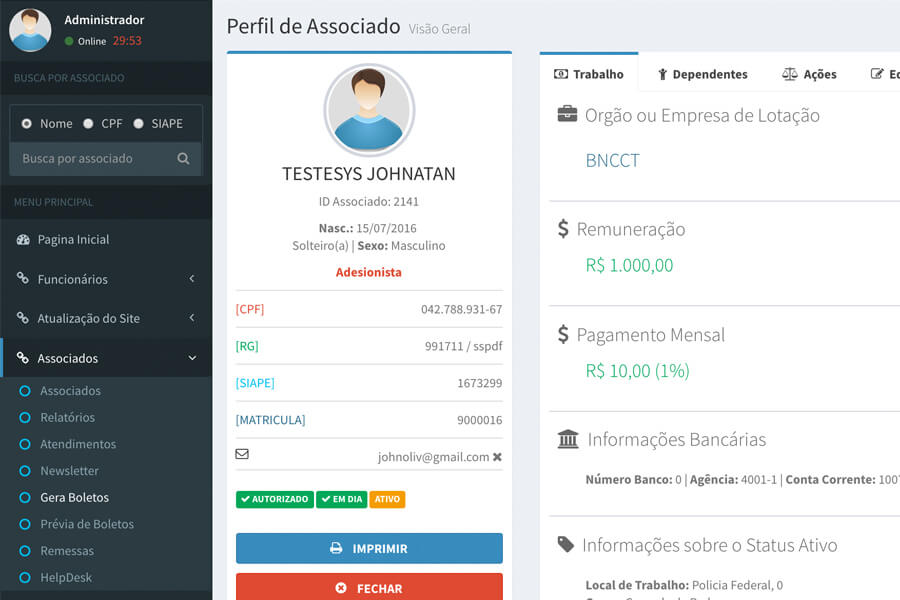 Administrador
Online 29:53
BUSCA POR ASSOCIADO
Nome CPF SIAPE
Busca por associado
MENU PRINCIPAL
Pagina Inicial
Funcionários
Atualização do Site
Associados
Associados
Relatórios
Atendimentos
Newsletter
Gera Boletos
Prévia de Boletos
Remessas
HelpDesk
Perfil de Associado Visão Geral
TESTESYS JOHNATAN
ID Associado: 2141
Nasc.: 15/07/2016
Solteiro(a) | Sexo: Masculino
Adesionista
[CPF] 042.788.931-67
[RG] 991711 / sspdf
[SIAPE] 1673299
[MATRICULA] 9000016
johnoliv@gmail.com
AUTORIZADO EM DIA ATIVO
IMPRIMIR
FECHAR
Trabalho Dependentes Ações
Orgão ou Empresa de Lotação
BNCCT
$ Remuneração
R$ 1.000,00
$ Pagamento Mensal
R$ 10,00 (1%)
Informações Bancárias
Número Banco: 0 | Agência: 4001-1 | Conta Corrente:
Informações sobre o Status Ativo
Local de Trabalho: Policia Federal, 0